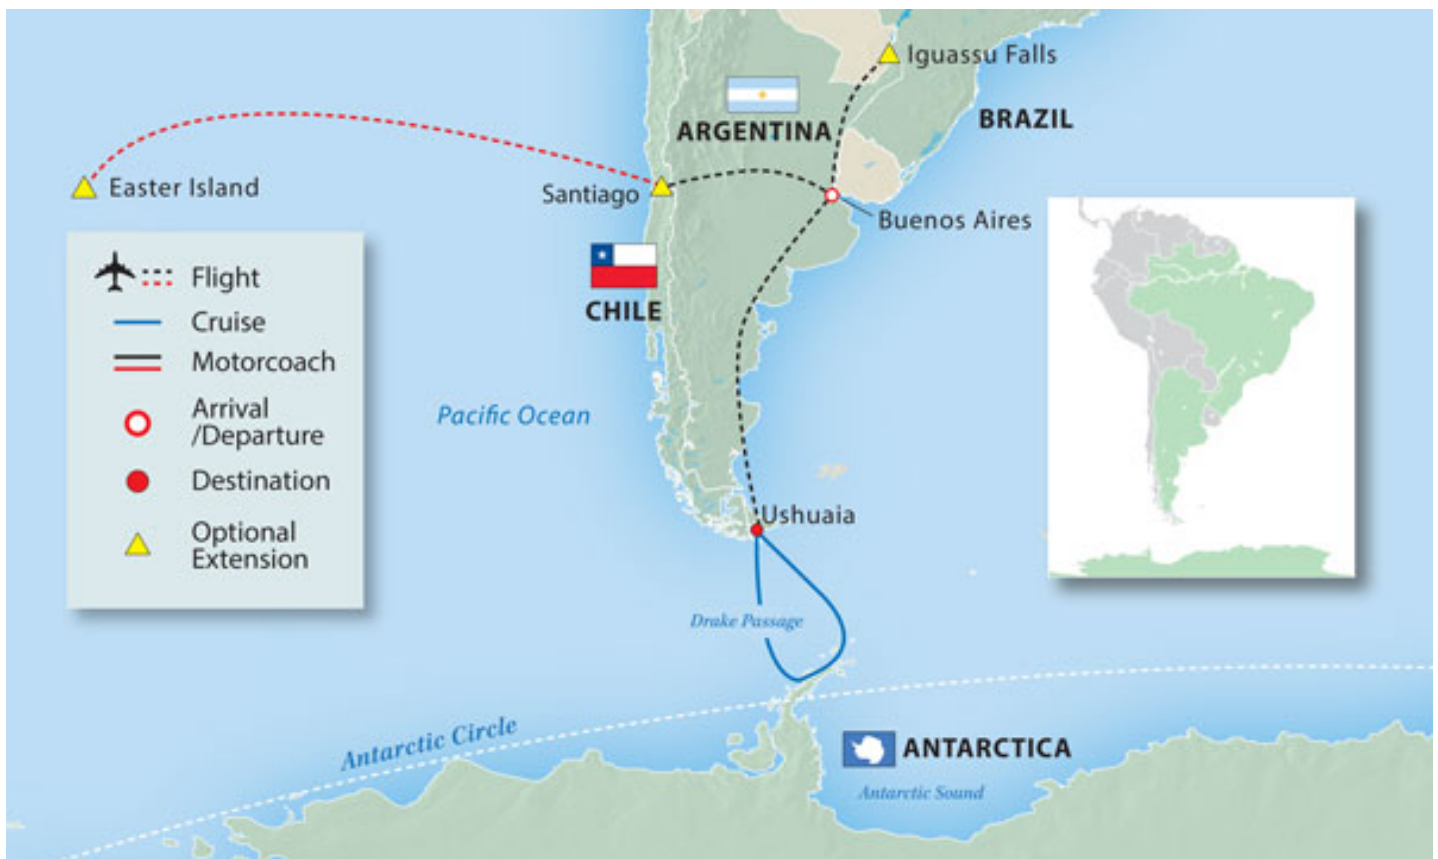 Iguassu Falls
BRAZIL
ARGENTINA
Easter Island
Santiago
Buenos Aires
CHILE
Flight
Cruise
Motorcoach
Arrival
/Departure
Destination
Optional
Extension
Pacific Ocean
Ushuaia
Drake Passage
Antarctic Circle
ANTARCTICA
Antarctic Sound